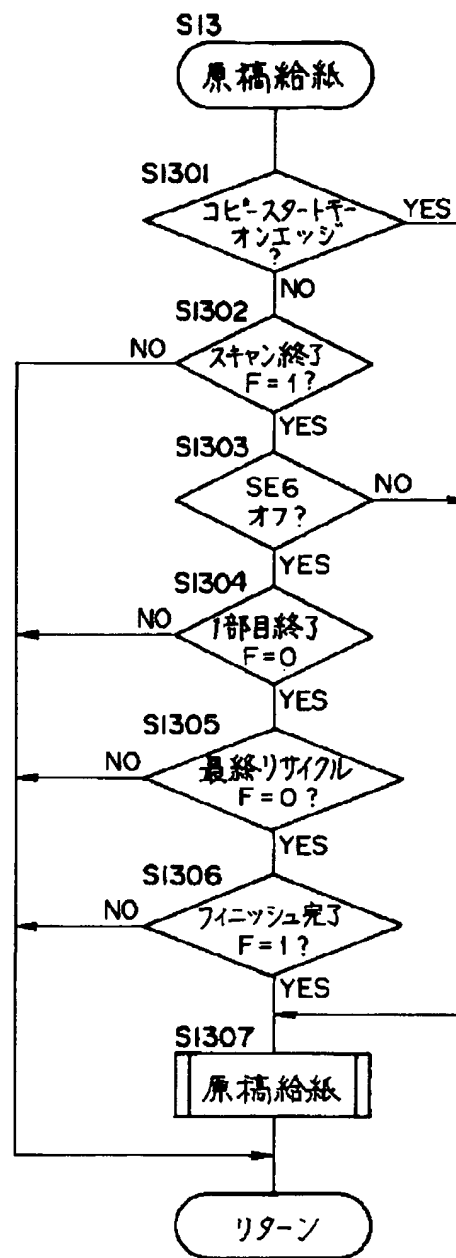 S13
原稿給紙
S1301
コピースタートキー
オンエッジ
?
YES
NO
S1302
NO
スキャン終了
F=1?
YES
S1303
SE6
オフ?
NO
YES
S1304
NO
1部目終了
F=0
YES
S1305
NO
最終リサイクル
F=0?
YES
S1306
NO
フィニッシュ完了
F=1?
YES
S1307
原稿給紙
リターン